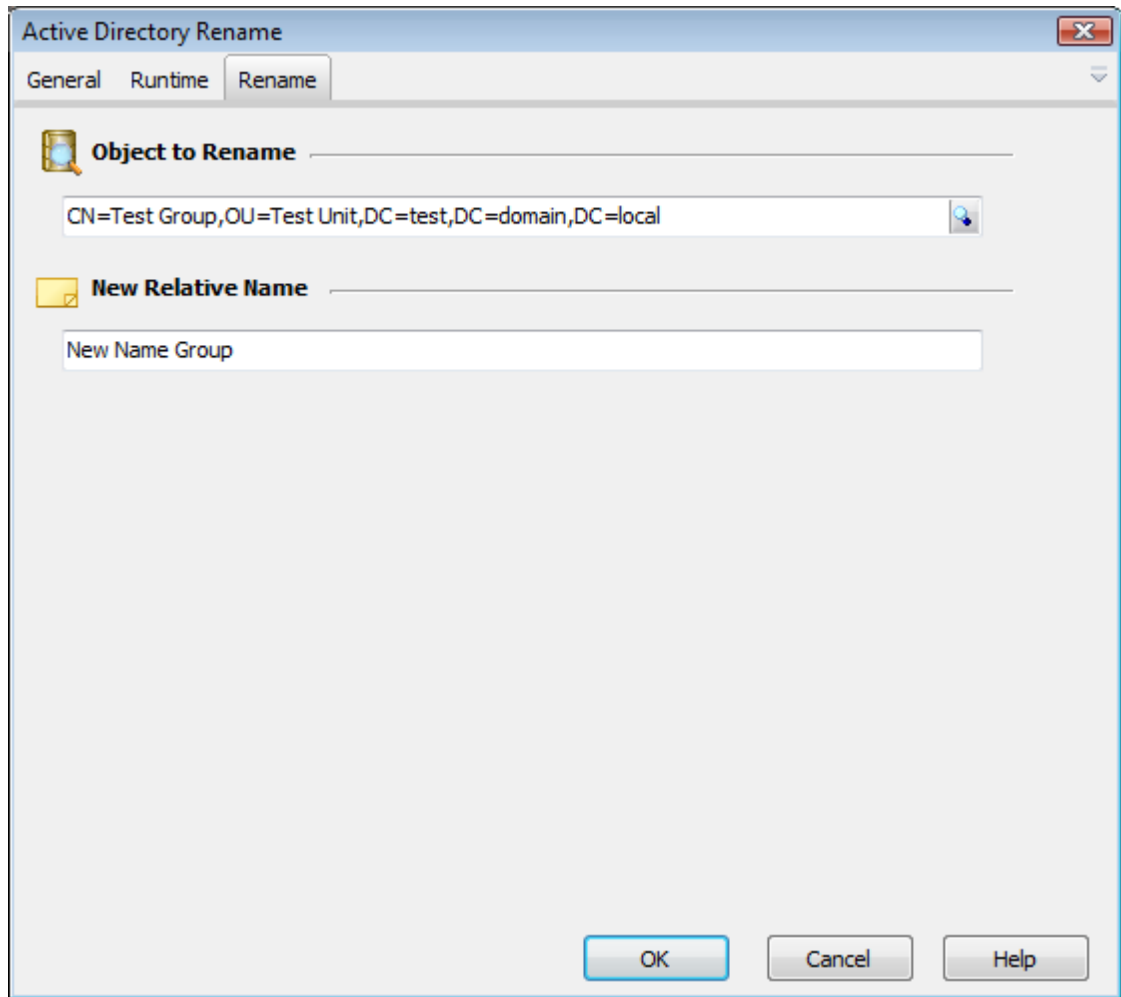 Active Directory Rename
General Runtime Rename
Object to Rename
CN=Test Group,OU=Test Unit,DC=test,DC=domain,DC=local
New Relative Name
New Name Group
OK Cancel Help